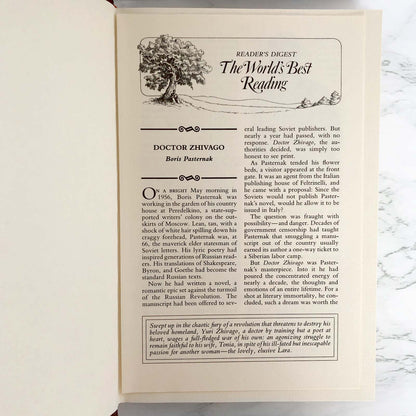 READER'S DIGEST
The World's Best
Reading
DOCTOR ZHIVAGO
Boris Pasternak
ON A BRIGHT May morning in
1956, Boris Pasternak was
working in the garden of his country
house at Peredelkino, a state-sup-
ported writers' colony on the out-
skirts of Moscow. Lean, tan, with a
shock of white hair spilling down his
craggy forehead, Pasternak was, at
66, the maverick elder statesman of
Soviet letters. His lyric poetry had
inspired generations of Russian read-
ers. His translations of Shakespeare,
Byron, and Goethe had become the
standard Russian texts.
Now he had written a novel, a
romantic epic set against the turmoil
of the Russian Revolution. The
manuscript had been offered to sev-
eral leading Soviet publishers. But
nearly a year had passed, with no
response. Doctor Zhivago, the au-
thorities decided, was simply too
honest to see print.
As Pasternak tended his flower
beds, a visitor appeared at the front
gate. It was an agent from the Italian
publishing house of Feltrinelli, and
he came with a proposal: Since the
Soviets would not publish Paster-
nak's novel, would he allow it to be
issued in Italy?
The question was fraught with
possibility—and danger. Decades of
government censorship had taught
Pasternak that smuggling a manu-
script out of the country usually
earned its author a one-way ticket to
a Siberian labor camp.
But Doctor Zhivago was Paster-
nak's masterpiece. Into it he had
poured the concentrated energy of
nearly a decade, the thoughts and
emotions of an entire lifetime. For a
shot at literary immortality, he con-
cluded, such a dream was worth the
Swept up in the chaotic fury of a revolution that threatens to destroy his
beloved homeland, Yuri Zhivago, a doctor by training but a poet at
heart, wages a full-fledged war of his own: an agonizing struggle to
remain faithful to his wife, Tonia, in spite of his ill-fated but inescapable
passion for another woman—the lovely, elusive Lara.